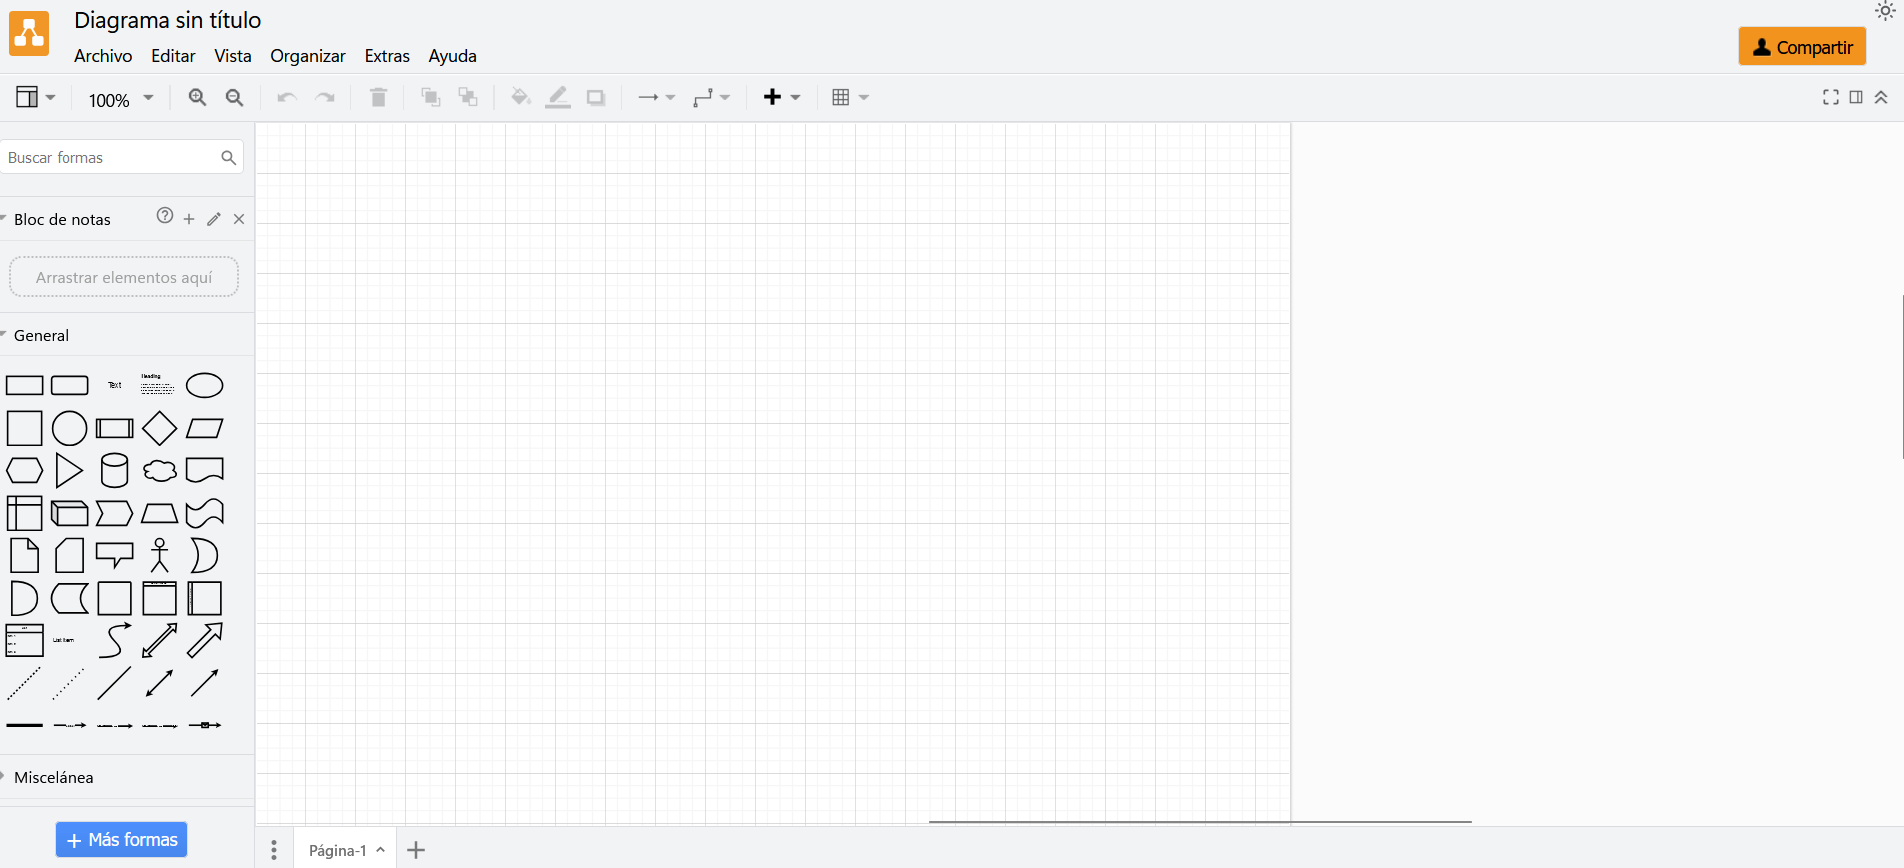 Diagrama sin título
Archivo Editar Vista Organizar Extras Ayuda
Compartir
100%
Buscar formas
Bloc de notas
Arrastrar elementos aquí
General
Text
Heading
List Item
Miscelánea
+ Más formas
Página-1